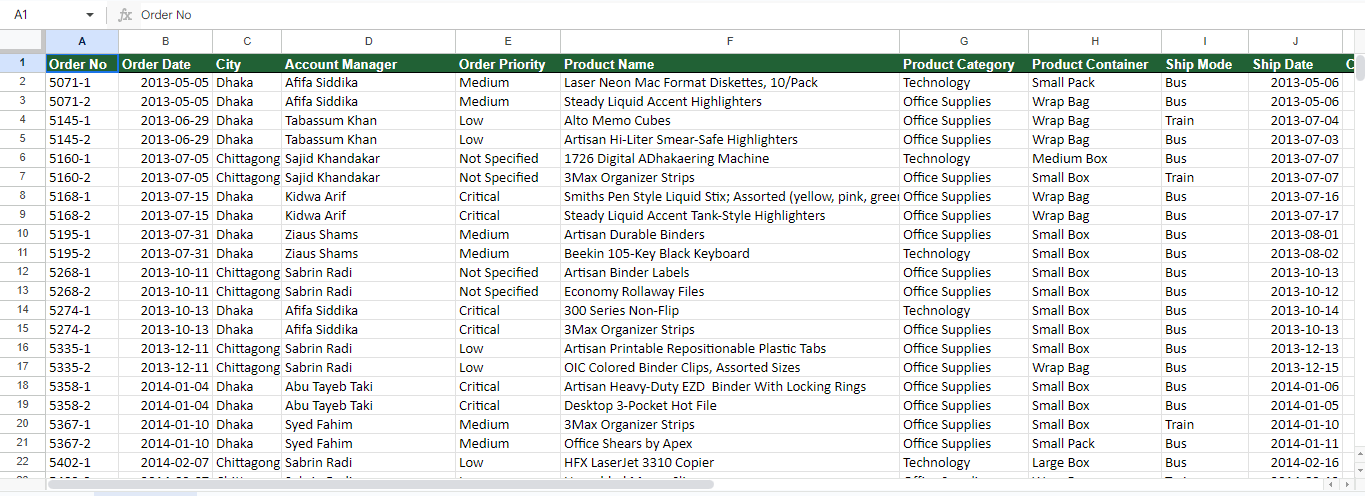 A1 fx Order No
A B C D E F G H I J
1 Order No Order Date City Account Manager Order Priority Product Name Product Category Product Container Ship Mode Ship Date C
2 5071-1 2013-05-05 Dhaka Afifa Siddika Medium Laser Neon Mac Format Diskettes, 10/Pack Technology Small Pack Bus 2013-05-06
3 5071-2 2013-05-05 Dhaka Afifa Siddika Medium Steady Liquid Accent Highlighters Office Supplies Wrap Bag Bus 2013-05-06
4 5145-1 2013-06-29 Dhaka Tabassum Khan Low Alto Memo Cubes Office Supplies Wrap Bag Train 2013-07-04
5 5145-2 2013-06-29 Dhaka Tabassum Khan Low Artisan Hi-Liter Smear-Safe Highlighters Office Supplies Wrap Bag Bus 2013-07-03
6 5160-1 2013-07-05 Chittagong Sajid Khandakar Not Specified 1726 Digital ADhakaering Machine Technology Medium Box Bus 2013-07-07
7 5160-2 2013-07-05 Chittagong Sajid Khandakar Not Specified 3Max Organizer Strips Office Supplies Small Box Train 2013-07-07
8 5168-1 2013-07-15 Dhaka Kidwa Arif Critical Smiths Pen Style Liquid Stix; Assorted (yellow, pink, green Office Supplies Wrap Bag Bus 2013-07-16
9 5168-2 2013-07-15 Dhaka Kidwa Arif Critical Steady Liquid Accent Tank-Style Highlighters Office Supplies Wrap Bag Bus 2013-07-17
10 5195-1 2013-07-31 Dhaka Ziaus Shams Medium Artisan Durable Binders Office Supplies Small Box Bus 2013-08-01
11 5195-2 2013-07-31 Dhaka Ziaus Shams Medium Beekin 105-Key Black Keyboard Technology Small Box Bus 2013-08-02
12 5268-1 2013-10-11 Chittagong Sabrin Radi Not Specified Artisan Binder Labels Office Supplies Small Box Bus 2013-10-13
13 5268-2 2013-10-11 Chittagong Sabrin Radi Not Specified Economy Rollaway Files Office Supplies Small Box Bus 2013-10-12
14 5274-1 2013-10-13 Dhaka Afifa Siddika Critical 300 Series Non-Flip Technology Small Box Bus 2013-10-14
15 5274-2 2013-10-13 Dhaka Afifa Siddika Critical 3Max Organizer Strips Office Supplies Small Box Bus 2013-10-13
16 5335-1 2013-12-11 Chittagong Sabrin Radi Low Artisan Printable Repositionable Plastic Tabs Office Supplies Small Box Bus 2013-12-13
17 5335-2 2013-12-11 Chittagong Sabrin Radi Low OIC Colored Binder Clips, Assorted Sizes Office Supplies Wrap Bag Bus 2013-12-15
18 5358-1 2014-01-04 Dhaka Abu Tayeb Taki Critical Artisan Heavy-Duty EZD  Binder With Locking Rings Office Supplies Small Box Bus 2014-01-06
19 5358-2 2014-01-04 Dhaka Abu Tayeb Taki Critical Desktop 3-Pocket Hot File Office Supplies Small Box Bus 2014-01-05
20 5367-1 2014-01-10 Dhaka Syed Fahim Medium 3Max Organizer Strips Office Supplies Small Box Train 2014-01-10
21 5367-2 2014-01-10 Dhaka Syed Fahim Medium Office Shears by Apex Office Supplies Small Pack Bus 2014-01-11
22 5402-1 2014-02-07 Chittagong Sabrin Radi Low HFX LaserJet 3310 Copier Technology Large Box Bus 2014-02-16